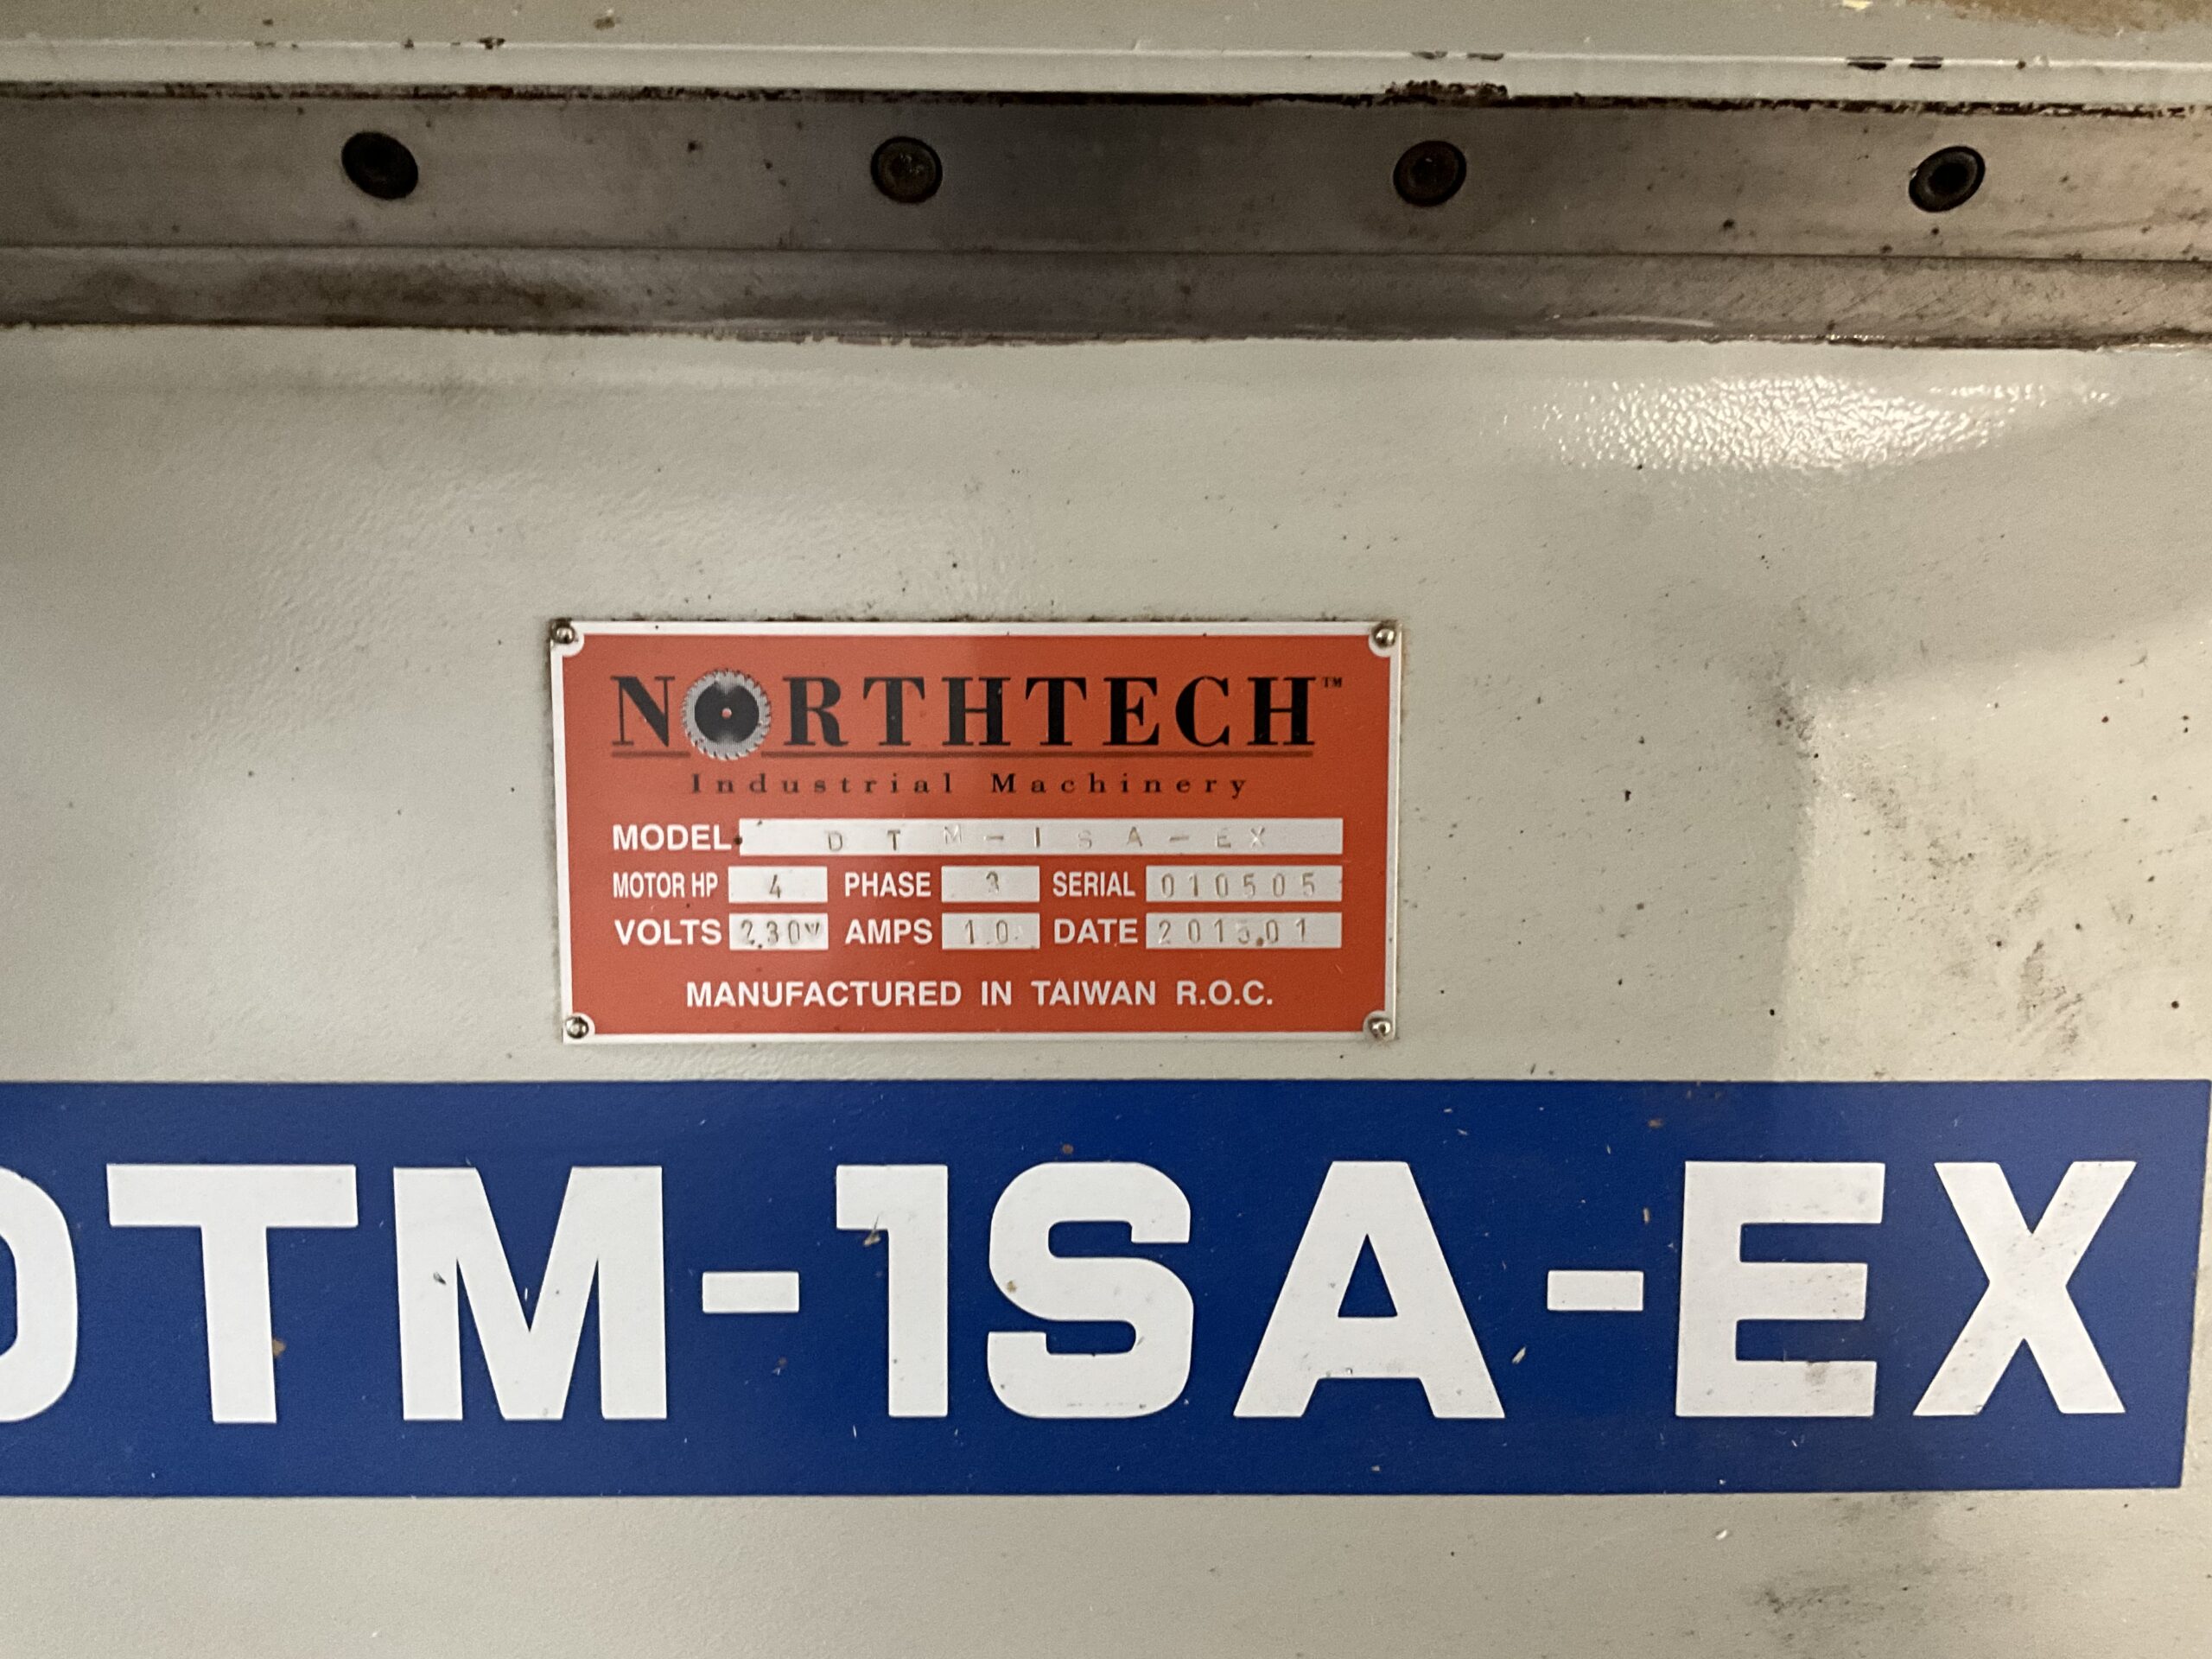 NORTHTECH™
Industrial Machinery
MODEL DTM-1SA-EX
MOTOR HP 4 PHASE 3 SERIAL 010505
VOLTS 230V AMPS 10 DATE 2015.01
MANUFACTURED IN TAIWAN R.O.C.
DTM-1SA-EX